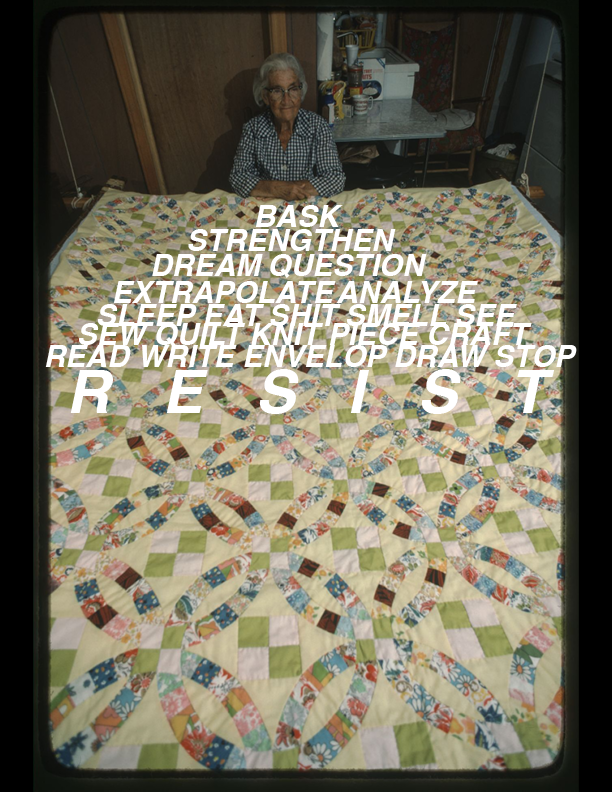 BASK
STRENGTHEN
DREAM QUESTION
EXTRAPOLATE ANALYZE
SLEEP EAT SHIT SMELL SEE
SEW QUILT KNIT PIECE CRAFT
READ WRITE ENVELOP DRAW STOP
RESIST